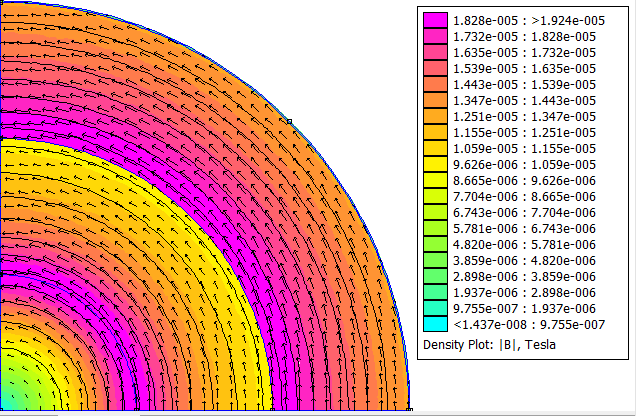 1.828e-005 : >1.924e-005
1.732e-005 : 1.828e-005
1.635e-005 : 1.732e-005
1.539e-005 : 1.635e-005
1.443e-005 : 1.539e-005
1.347e-005 : 1.443e-005
1.251e-005 : 1.347e-005
1.155e-005 : 1.251e-005
1.059e-005 : 1.155e-005
9.626e-006 : 1.059e-005
8.665e-006 : 9.626e-006
7.704e-006 : 8.665e-006
6.743e-006 : 7.704e-006
5.781e-006 : 6.743e-006
4.820e-006 : 5.781e-006
3.859e-006 : 4.820e-006
2.898e-006 : 3.859e-006
1.937e-006 : 2.898e-006
9.755e-007 : 1.937e-006
<1.437e-008 : 9.755e-007
Density Plot: |B|, Tesla